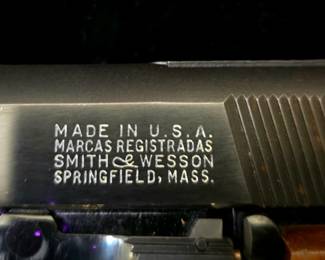 MADE IN U.S.A.
MARCAS REGISTRADAS
SMITH & WESSON
SPRINGFIELD, MASS.